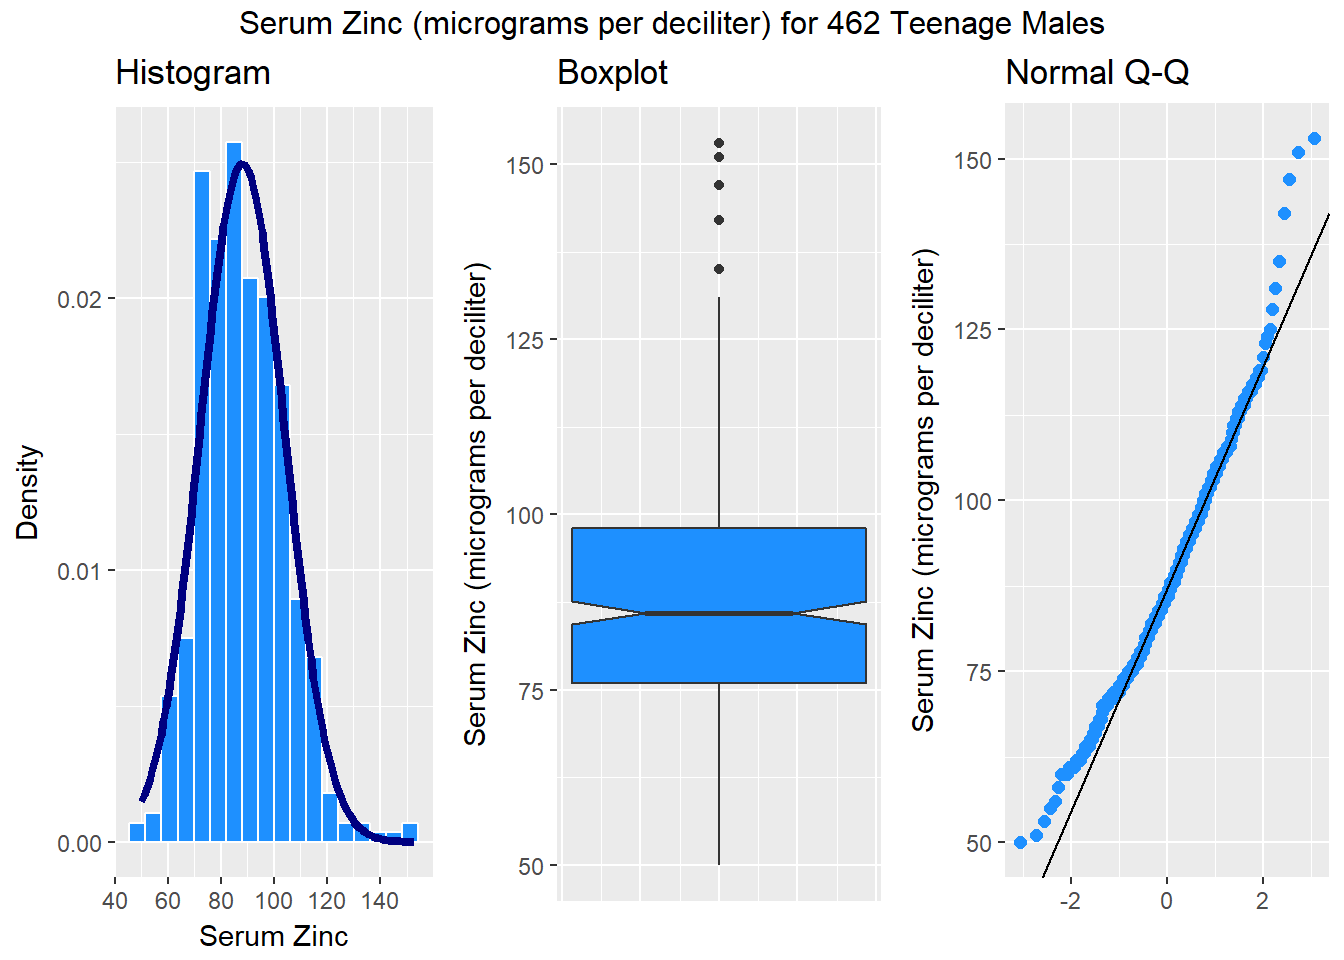 Serum Zinc (micrograms per deciliter) for 462 Teenage Males
Histogram
Density
0.02
0.01
0.00
40 60 80 100 120 140
Serum Zinc
Boxplot
Serum Zinc (micrograms per deciliter)
150
125
100
75
50
Normal Q-Q
Serum Zinc (micrograms per deciliter)
150
125
100
75
50
-2 0 2